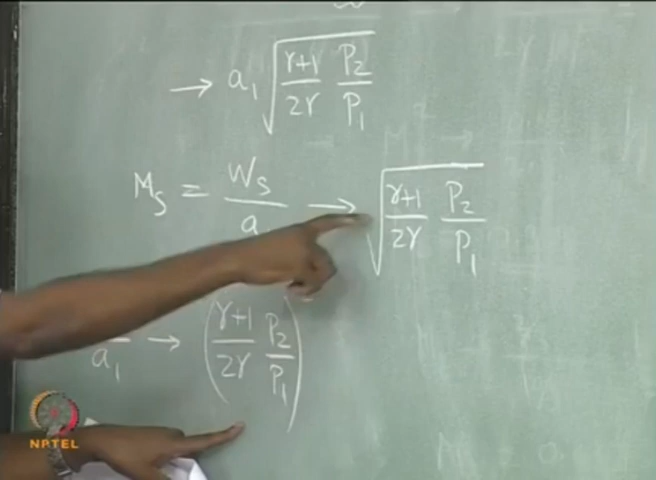 → a₁ √(γ+1/2γ P₂/P₁)
Mₛ = Wₛ/a → √(γ+1/2γ P₂/P₁)
a₁ → (γ+1/2γ P₂/P₁)
NPTEL